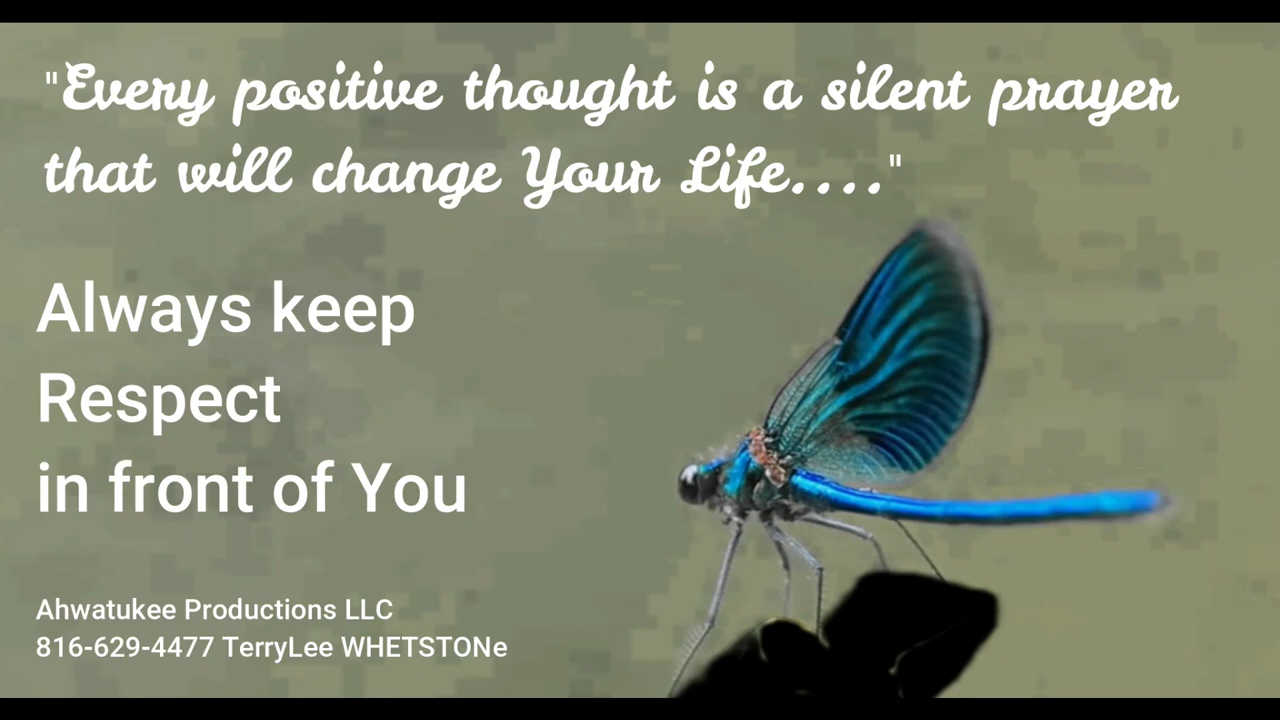 "Every positive thought is a silent prayer
that will change Your Life...."
Always keep
Respect
in front of You
Ahwatukee Productions LLC
816-629-4477 TerryLee WHETSTONe